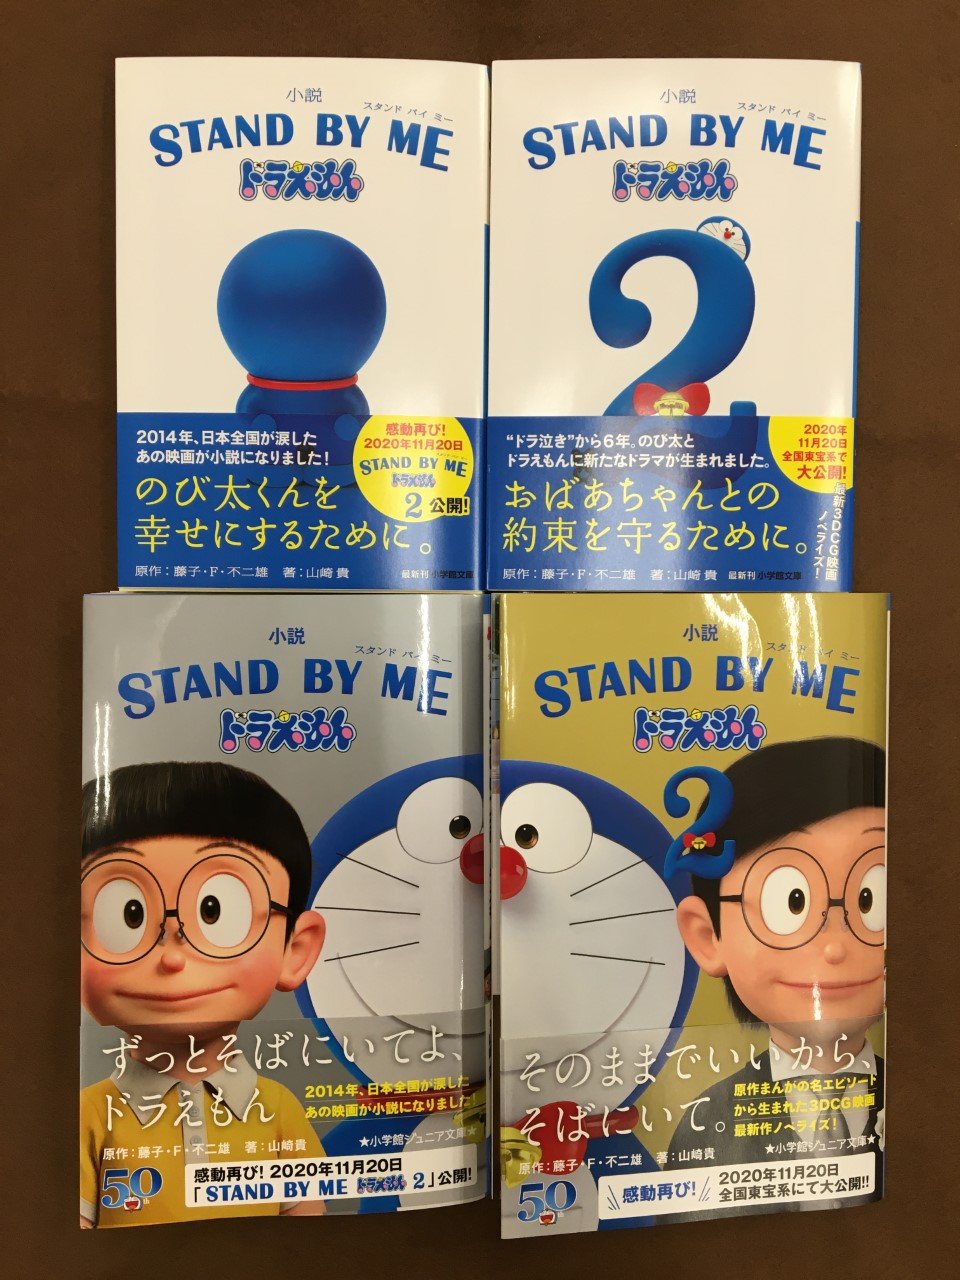 小説
スタンド バイ ミー
STAND BY ME
ドラえもん
2014年、日本全国が涙した
あの映画が小説になりました！
のび太くんを
幸せにするために。
原作：藤子・F・不二雄 著：山崎 貴
感動再び！
2020年11月20日
STAND BY ME
ドラえもん
2 公開！
最新刊 小学館文庫
小説
スタンド バイ ミー
STAND BY ME
ドラえもん
2
“ドラ泣き”から6年。のび太と
ドラえもんに新たなドラマが生まれました。
おばあちゃんとの
約束を守るために。
原作：藤子・F・不二雄 著：山崎 貴
2020年
11月20日
全国東宝系で
大公開！
最新3DCG映画
ノベライズ！
最新刊 小学館文庫
小説
スタンド バイ ミー
STAND BY ME
ドラえもん
ずっとそばにいてよ、
ドラえもん
2014年、日本全国が涙した
あの映画が小説になりました！
★小学館ジュニア文庫★
原作：藤子・F・不二雄 著：山崎貴
50th
感動再び！2020年11月20日
「STAND BY ME ドラえもん 2」公開！
小説
スタンド バイ ミー
STAND BY ME
ドラえもん
2
そのままでいいから、
そばにいて。
原作まんがの名エピソード
から生まれた3DCG映画
最新作ノベライズ！
★小学館ジュニア文庫★
原作：藤子・F・不二雄 著：山崎貴
50th
感動再び！
2020年11月20日
全国東宝系にて大公開!!